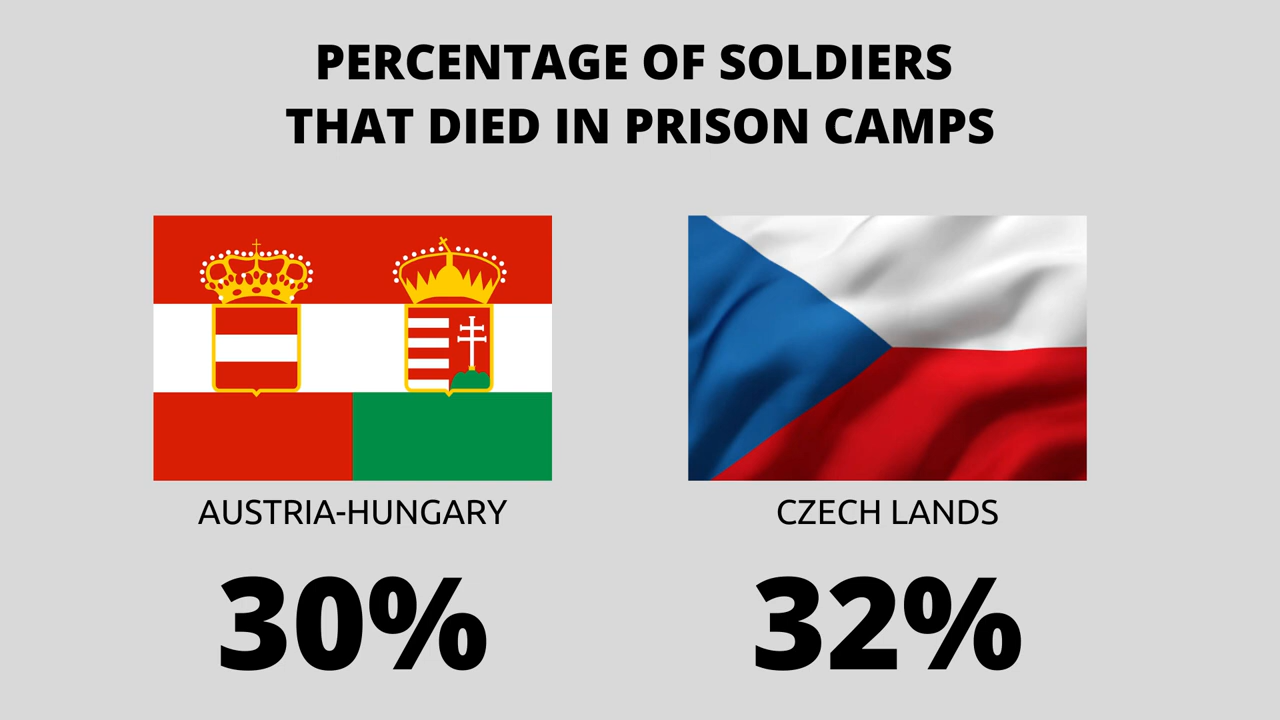 PERCENTAGE OF SOLDIERS
THAT DIED IN PRISON CAMPS
AUSTRIA-HUNGARY
CZECH LANDS
30%
32%